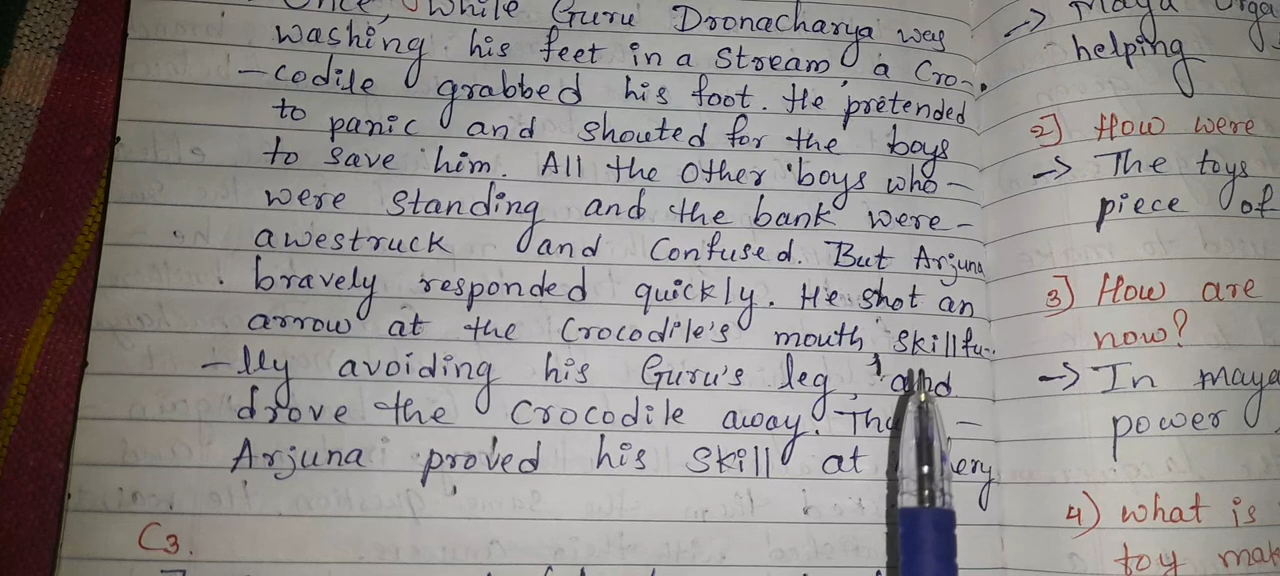 Once, while Guru Dronacharya was
washing his feet in a stream, a Cro-
-codile grabbed his foot. He pretended
to panic and shouted for the boys
to save him. All the other boys who-
were standing and the bank were-
awestruck and confused. But Arjuna
bravely responded quickly. He shot an
arrow at the crocodile's mouth skillfu-
-lly avoiding his Guru's leg, and
drove the crocodile away.
Arjuna proved his skill at
C3.
-> Maya
helping
2) How were
-> The toys
piece of
3) How are
now?
-> In maya
power
4) what is
toy